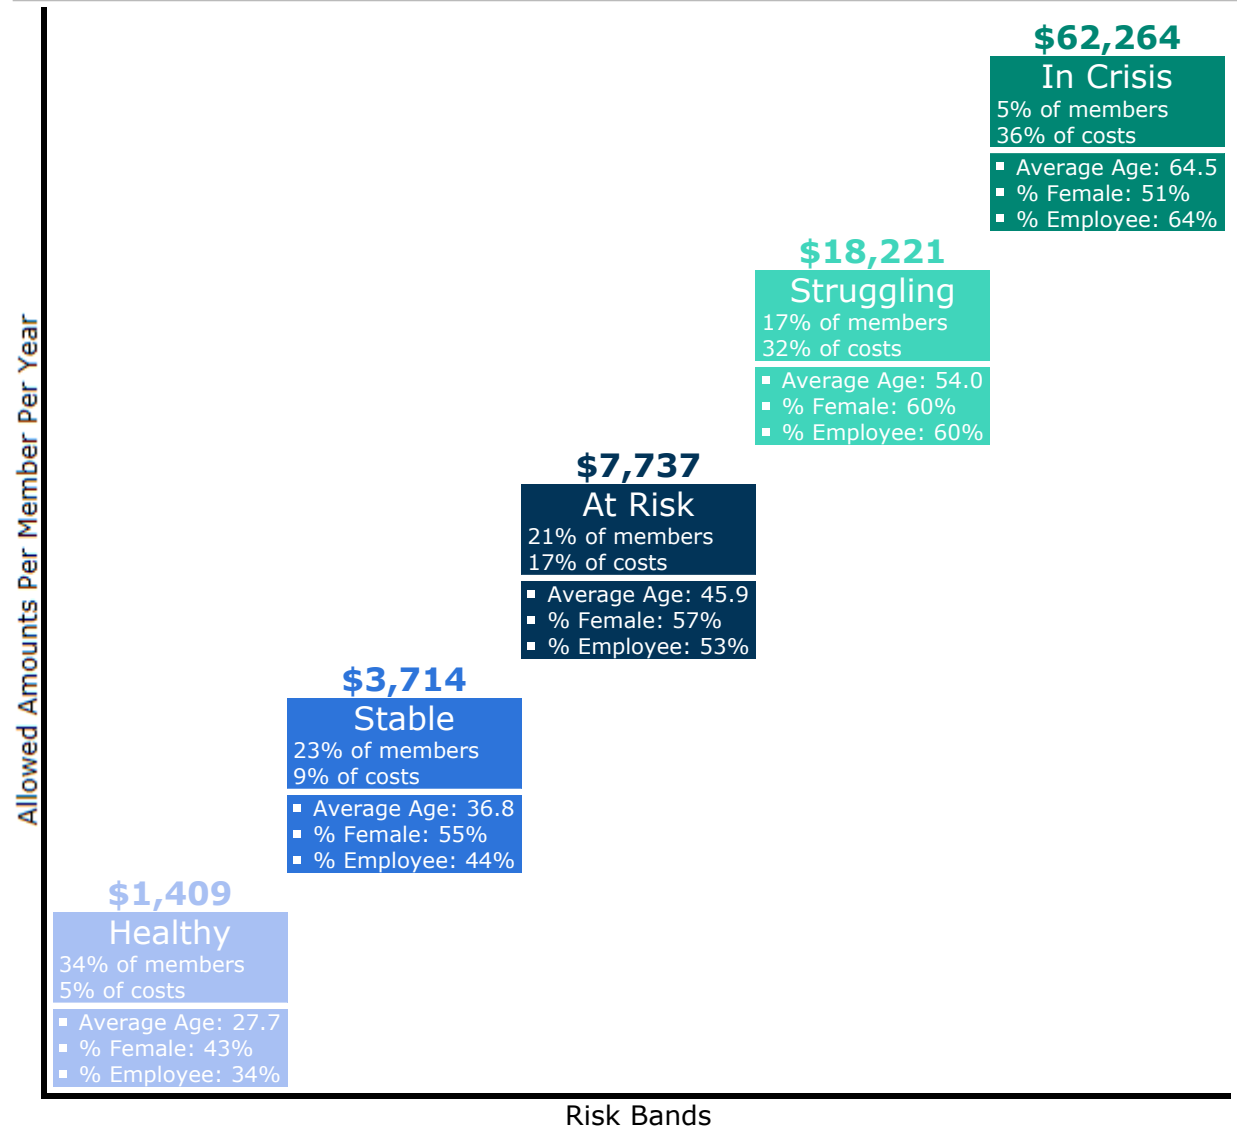 $62,264
In Crisis
5% of members
36% of costs
▪ Average Age: 64.5
▪ % Female: 51%
▪ % Employee: 64%
$18,221
Struggling
17% of members
32% of costs
▪ Average Age: 54.0
▪ % Female: 60%
▪ % Employee: 60%
$7,737
At Risk
21% of members
17% of costs
▪ Average Age: 45.9
▪ % Female: 57%
▪ % Employee: 53%
$3,714
Stable
23% of members
9% of costs
▪ Average Age: 36.8
▪ % Female: 55%
▪ % Employee: 44%
$1,409
Healthy
34% of members
5% of costs
▪ Average Age: 27.7
▪ % Female: 43%
▪ % Employee: 34%
Allowed Amounts Per Member Per Year
Risk Bands